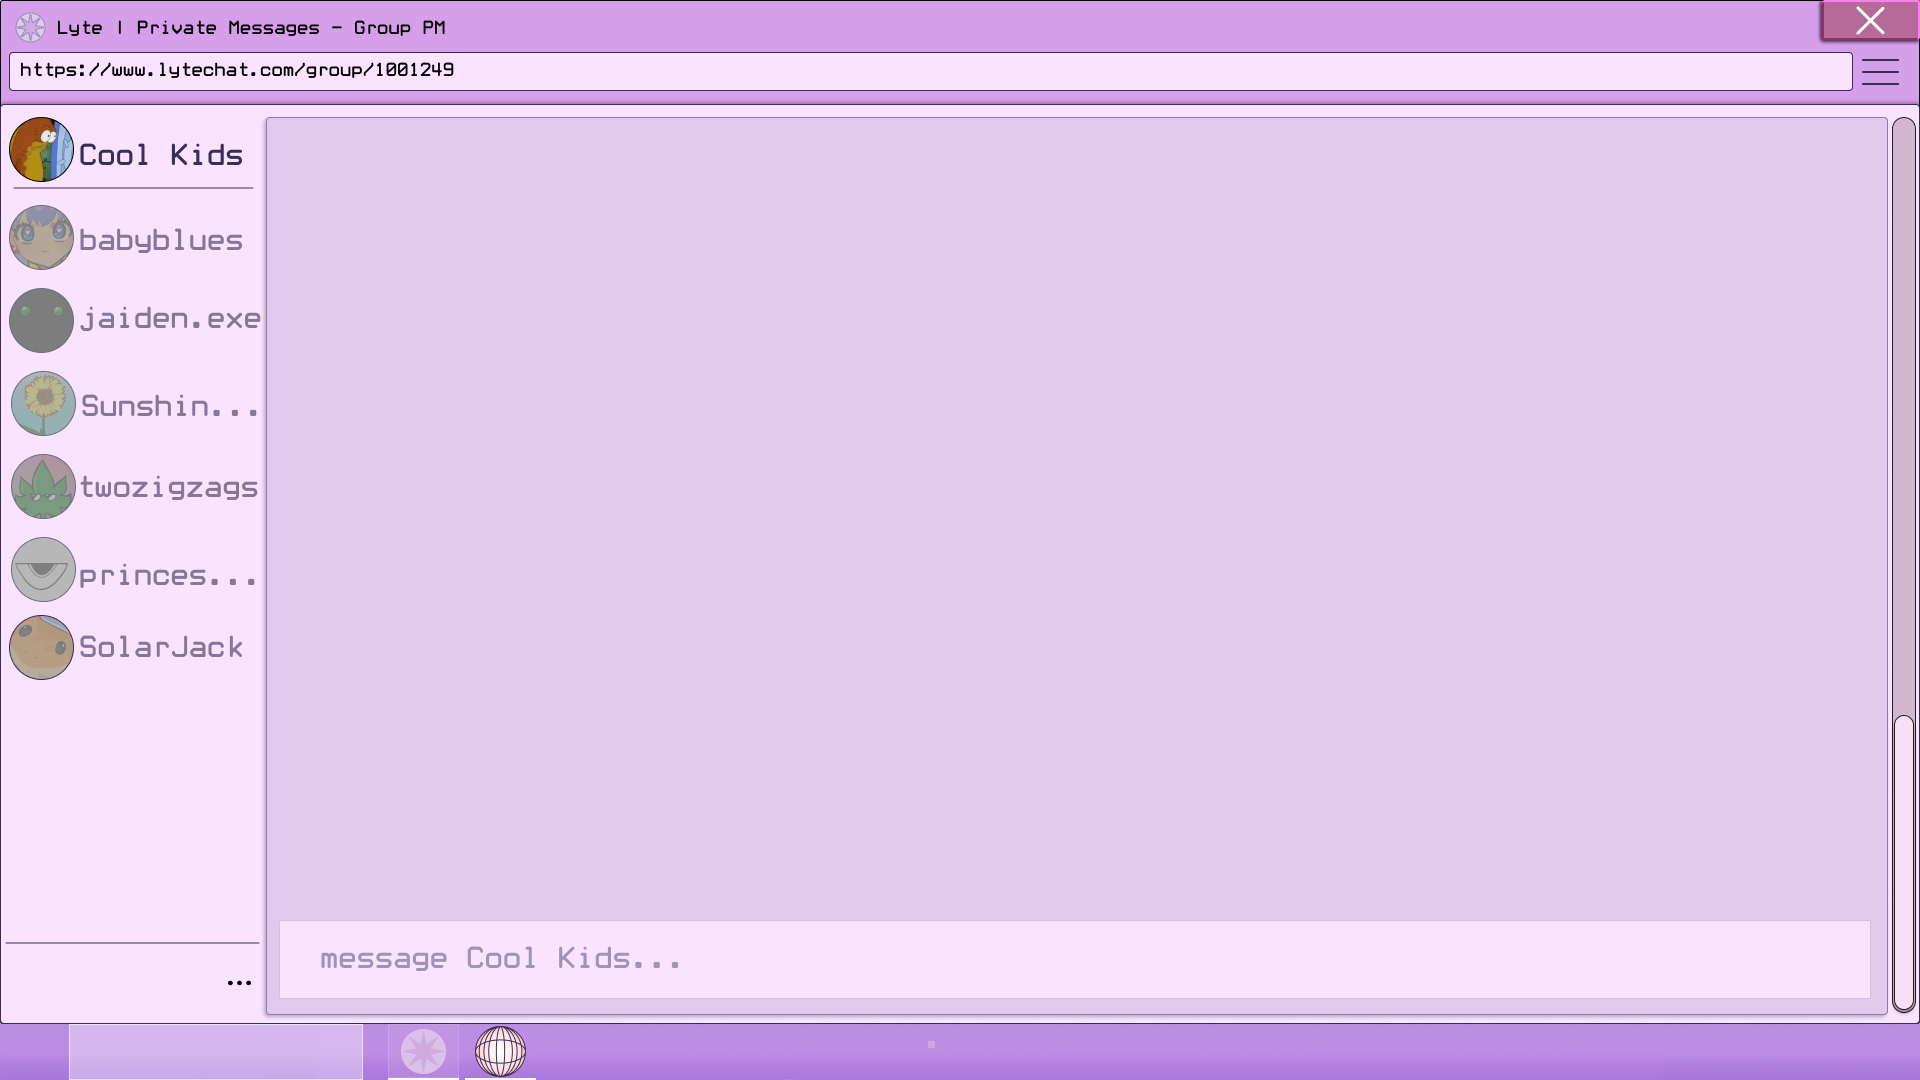 Lyte | Private Messages - Group PM
https://www.lytechat.com/group/1001249
Cool Kids
babyblues
jaiden.exe
Sunshin...
twozigzags
princes...
SolarJack
message Cool Kids...
...